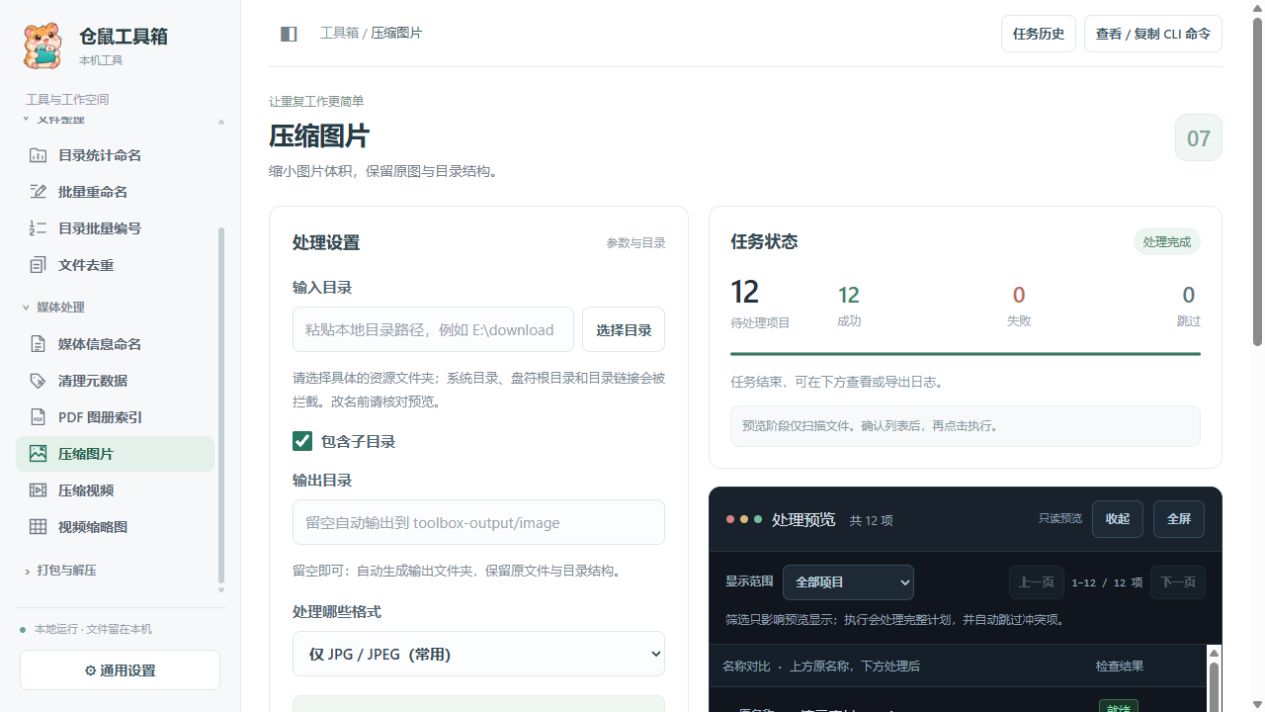 仓鼠工具箱
本机工具
工具与工作空间
文件整理
目录统计命名
批量重命名
目录批量编号
文件去重
媒体处理
媒体信息命名
清理元数据
PDF 图册索引
压缩图片
压缩视频
视频缩略图
打包与解压
本地运行 · 文件留在本机
通用设置
工具箱 / 压缩图片
任务历史
查看 / 复制 CLI 命令
让重复工作更简单
压缩图片
07
缩小图片体积，保留原图与目录结构。
处理设置
参数与目录
输入目录
粘贴本地目录路径，例如 E:\download
选择目录
请选择具体的资源文件夹；系统目录、盘符根目录和目录链接会被
拦截。改名前请核对预览。
包含子目录
输出目录
留空自动输出到 toolbox-output/image
留空即可：自动生成输出文件夹，保留原文件与目录结构。
处理哪些格式
仅 JPG / JPEG（常用）
任务状态
处理完成
12
待处理项目
12
成功
0
失败
0
跳过
任务结束，可在下方查看或导出日志。
预览阶段仅扫描文件。确认列表后，再点击执行。
处理预览
共 12 项
只读预览
收起
全屏
显示范围
全部项目
上一页
1-12 / 12 项
下一页
筛选只影响预览显示；执行会处理完整计划，并自动跳过冲突项。
名称对比 · 上方原名称，下方处理后
检查结果
就绪